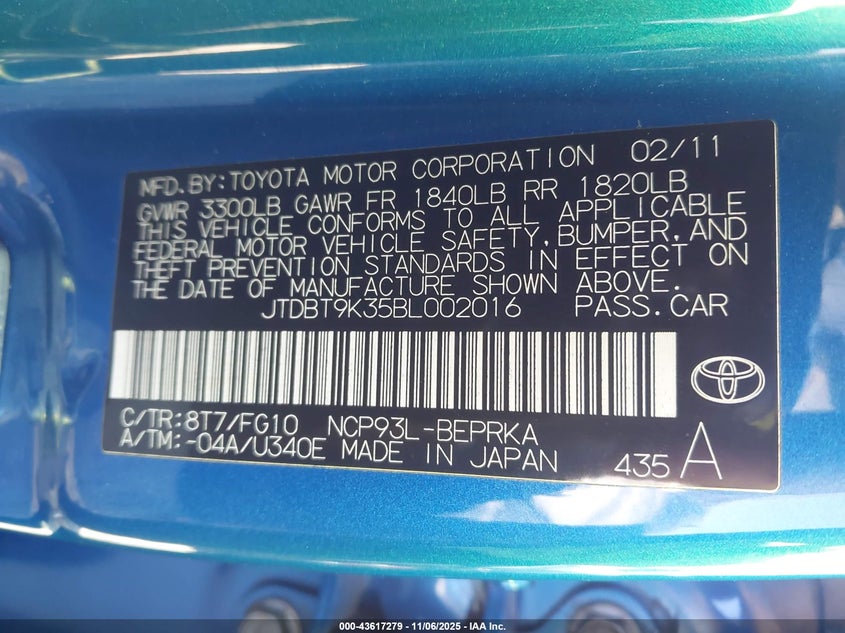 MFD. BY: TOYOTA MOTOR CORPORATION 02/11
GVWR 3300LB GAWR FR 1840LB RR 1820LB
THIS VEHICLE CONFORMS TO ALL APPLICABLE
FEDERAL MOTOR VEHICLE SAFETY, BUMPER, AND
THEFT PREVENTION STANDARDS IN EFFECT ON
THE DATE OF MANUFACTURE SHOWN ABOVE.
JTDBT9K35BL002016 PASS. CAR
C/TR: 8T7/FG10 NCP93L-BEPRKA
A/TM: -04A/U340E MADE IN JAPAN 435 A
000-43617279 - 11/06/2025 - IAA Inc.